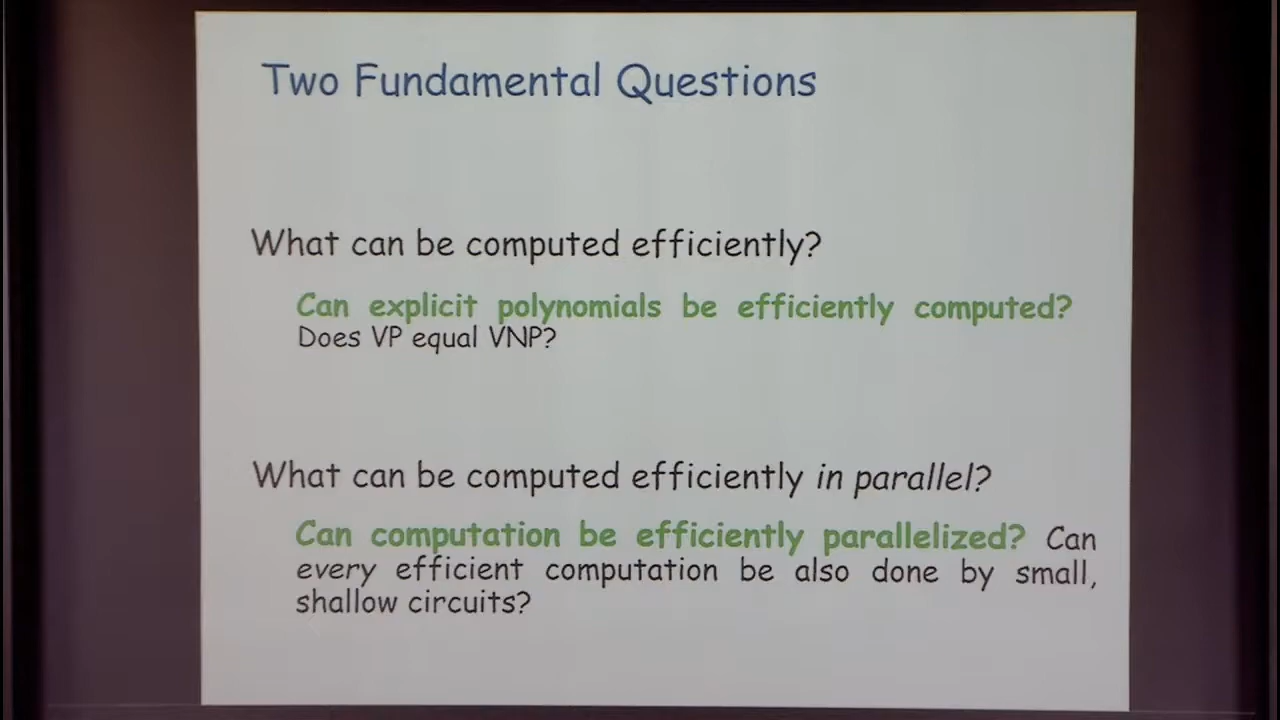 Two Fundamental Questions
What can be computed efficiently?
Can explicit polynomials be efficiently computed?
Does VP equal VNP?
What can be computed efficiently in parallel?
Can computation be efficiently parallelized? Can
every efficient computation be also done by small,
shallow circuits?